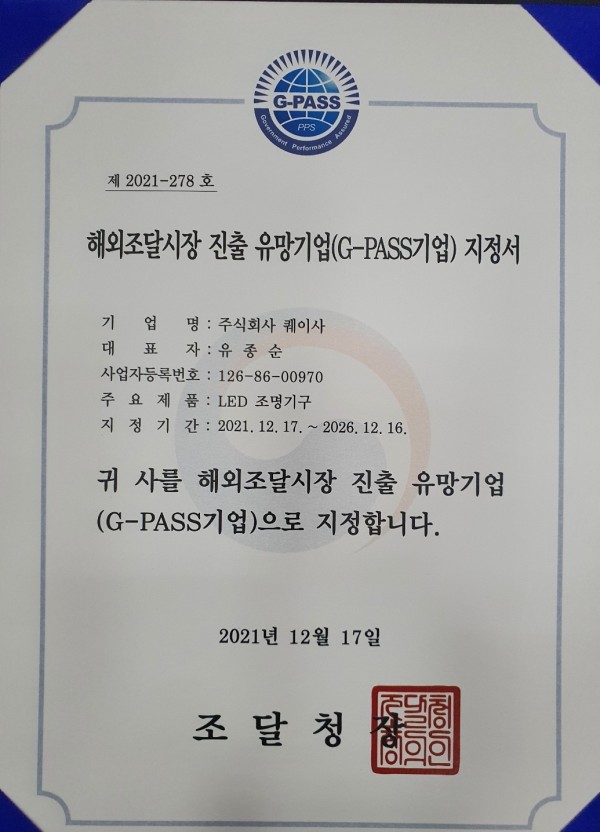 G-PASS
PPS
Government Performance Assured
제 2021-278 호
해외조달시장 진출 유망기업(G-PASS기업) 지정서
기 업 명 : 주식회사 퀘이사
대 표 자 : 유 종 순
사업자등록번호 : 126-86-00970
주 요 제 품 : LED 조명기구
지 정 기 간 : 2021. 12. 17. ~ 2026. 12. 16.
귀 사를 해외조달시장 진출 유망기업
(G-PASS기업)으로 지정합니다.
2021년 12월 17일
조 달 청 장